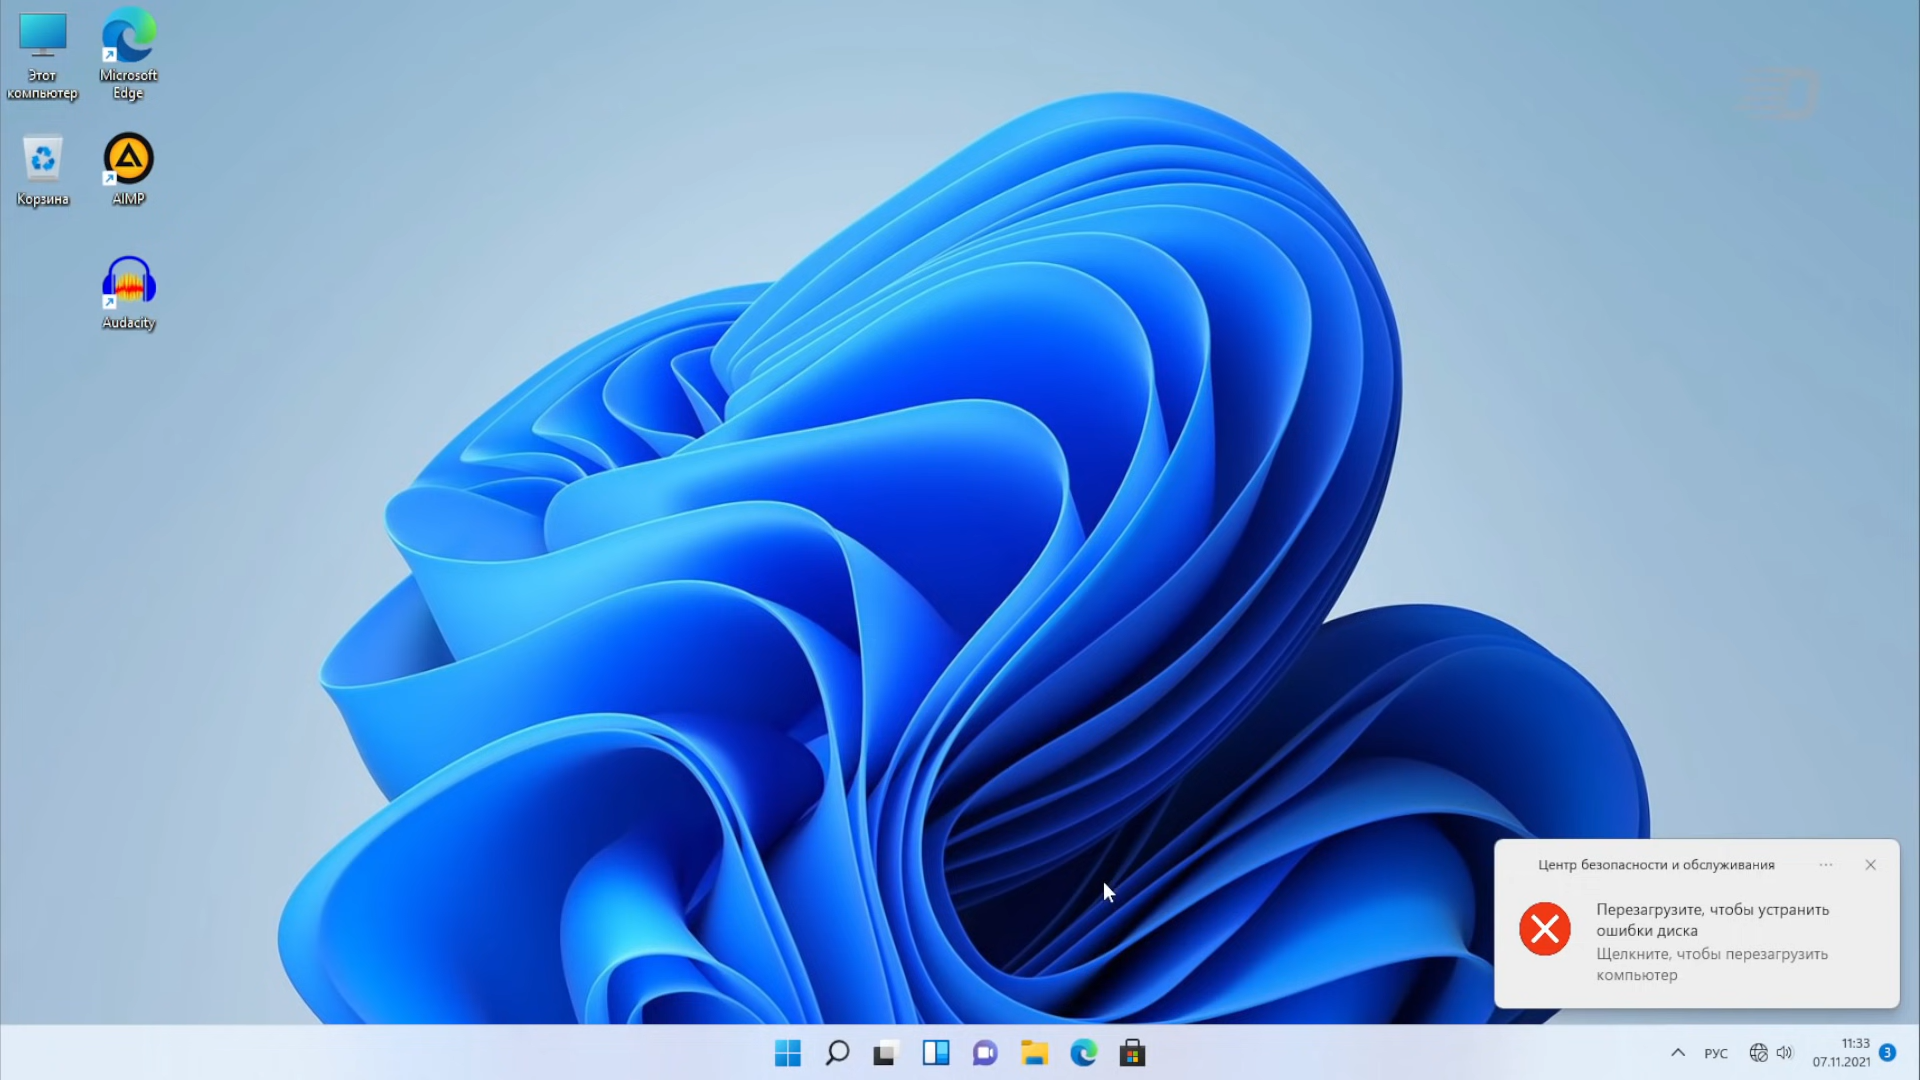 Этот
компьютер
Microsoft
Edge
Корзина
AIMP
Audacity
Центр безопасности и обслуживания
Перезагрузите, чтобы устранить
ошибки диска
Щелкните, чтобы перезагрузить
компьютер
РУС
11:33
07.11.2021
3